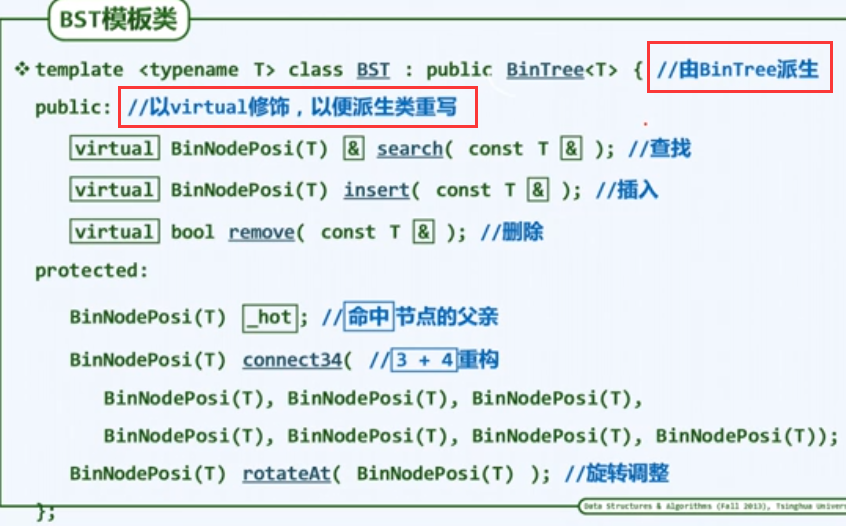 BST模板类
❖ template <typename T> class BST : public BinTree<T> { //由BinTree派生
public: //以virtual修饰，以便派生类重写
virtual BinNodePosi(T) & search( const T & ); //查找
virtual BinNodePosi(T) insert( const T & ); //插入
virtual bool remove( const T & ); //删除
protected:
BinNodePosi(T) _hot; //命中节点的父亲
BinNodePosi(T) connect34( //3 + 4重构
BinNodePosi(T), BinNodePosi(T), BinNodePosi(T),
BinNodePosi(T), BinNodePosi(T), BinNodePosi(T), BinNodePosi(T));
BinNodePosi(T) rotateAt( BinNodePosi(T) ); //旋转调整
};
Data Structures & Algorithms (Fall 2013), Tsinghua Univer